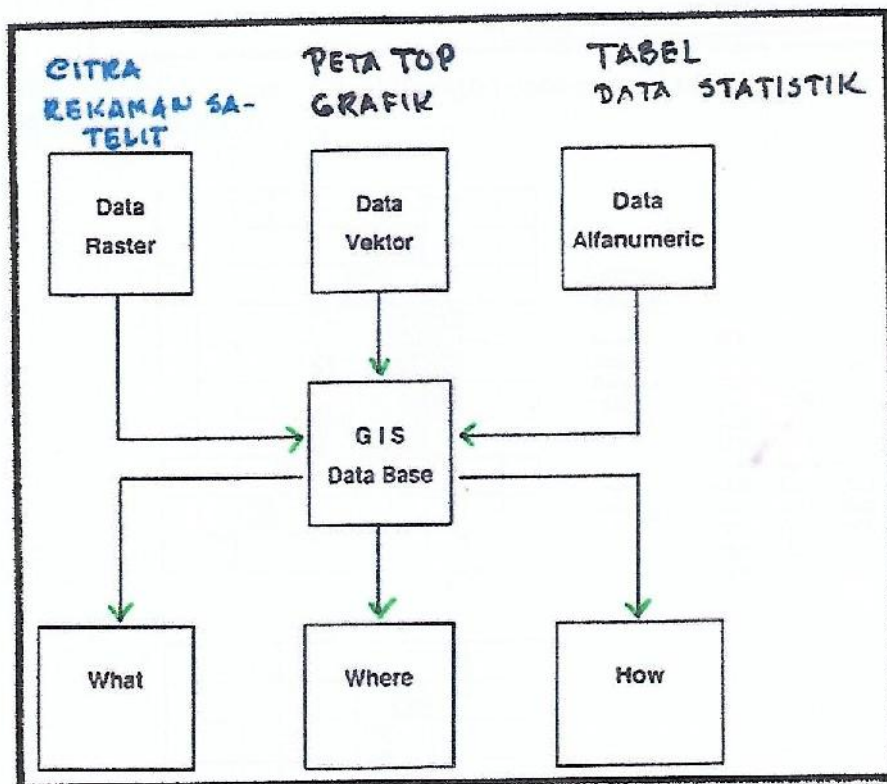 CITRA
REKAMAN SA-
TELIT
PETA TOP
GRAFIK
TABEL
DATA STATISTIK
Data
Raster
Data
Vektor
Data
Alfanumeric
GIS
Data Base
What
Where
How